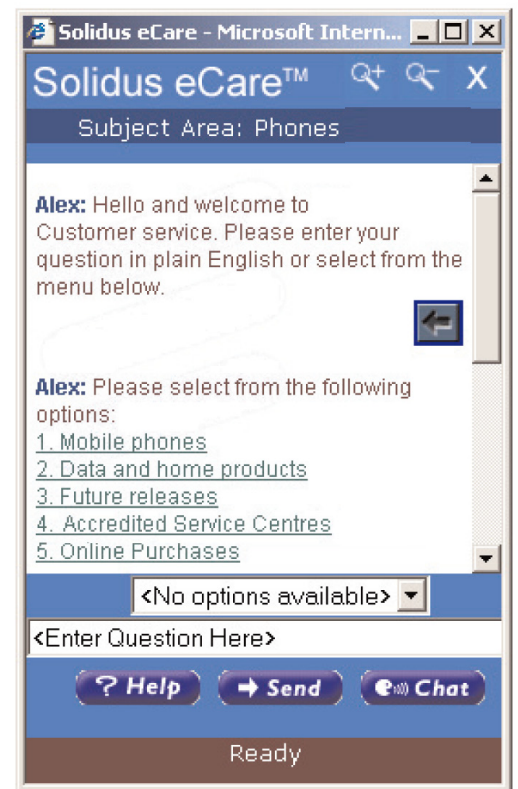 Solidus eCare - Microsoft Intern...
Solidus eCare™
X
Subject Area: Phones
Alex: Hello and welcome to
Customer service. Please enter your
question in plain English or select from the
menu below.
Alex: Please select from the following
options:
1. Mobile phones
2. Data and home products
3. Future releases
4. Accredited Service Centres
5. Online Purchases
<No options available>
<Enter Question Here>
? Help
Send
Chat
Ready